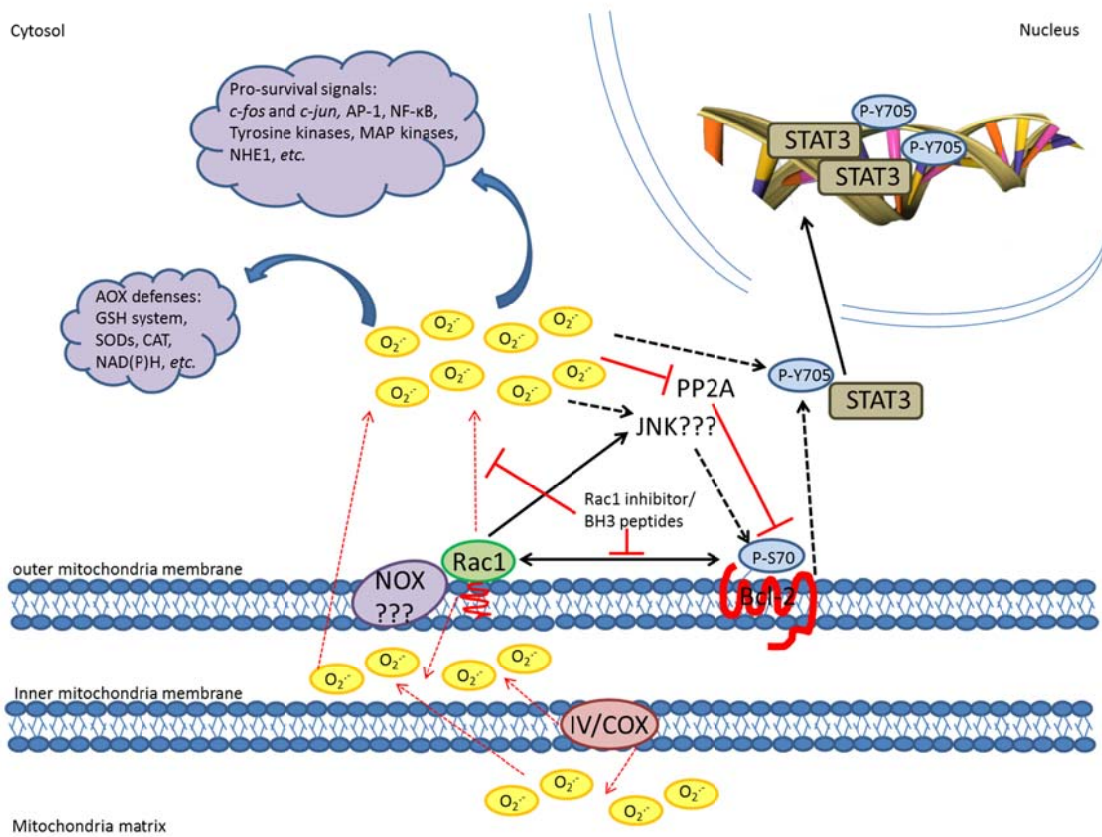 Cytosol
Nucleus
Pro-survival signals:
c-fos and c-jun, AP-1, NF-κB,
Tyrosine kinases, MAP kinases,
NHE1, etc.
P-Y705
STAT3
P-Y705
STAT3
AOX defenses:
GSH system,
SODs, CAT,
NAD(P)H, etc.
O₂·-
O₂·-
O₂·-
O₂·-
O₂·-
O₂·-
O₂·-
O₂·-
P-Y705
STAT3
PP2A
JNK???
Rac1 inhibitor/
BH3 peptides
P-S70
Rac1
outer mitochondria membrane
NOX
???
Bcl-2
O₂·-
O₂·-
O₂·-
O₂·-
Inner mitochondria membrane
IV/COX
O₂·-
O₂·-
O₂·-
O₂·-
Mitochondria matrix